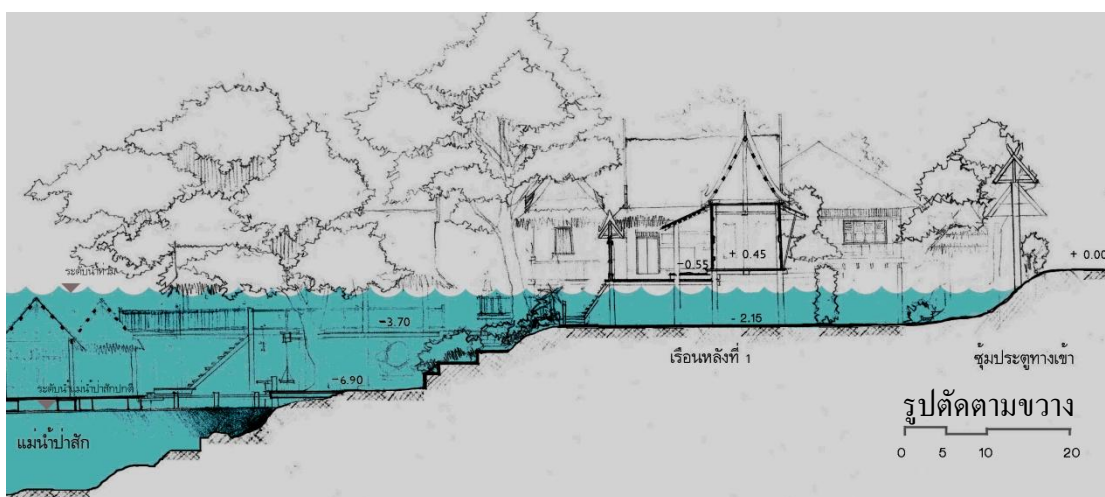 ระดับน้ำท่วม
+ 0.00
+ 0.45
-0.55
- 2.15
-3.70
-6.90
เรือนหลังที่ 1
ซุ้มประตูทางเข้า
ระดับน้ำแม่น้ำป่าสักปกติ
แม่น้ำป่าสัก
รูปตัดตามขวาง
0 5 10 20